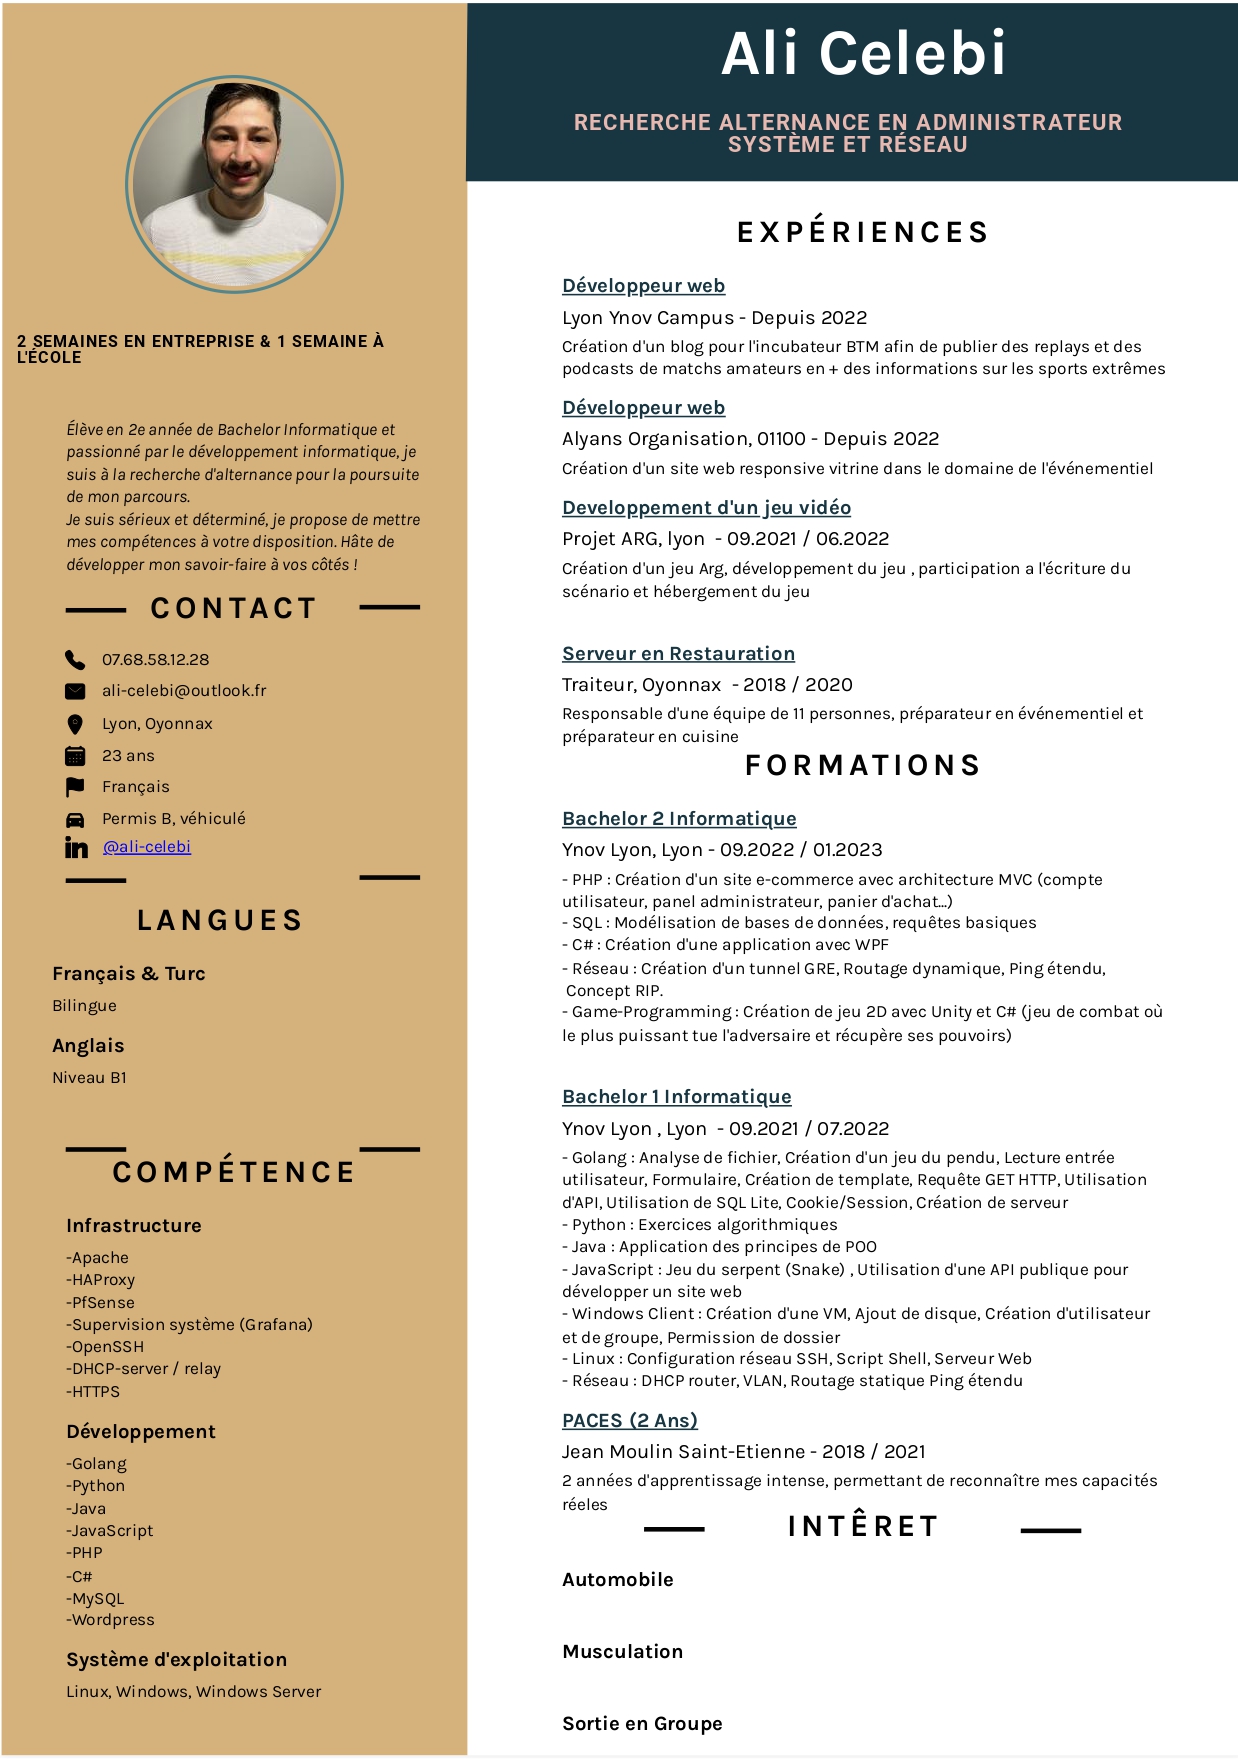 Ali Celebi
RECHERCHE ALTERNANCE EN ADMINISTRATEUR
SYSTÈME ET RÉSEAU
2 SEMAINES EN ENTREPRISE & 1 SEMAINE À
L'ÉCOLE
Élève en 2e année de Bachelor Informatique et
passionné par le développement informatique, je
suis à la recherche d'alternance pour la poursuite
de mon parcours.
Je suis sérieux et déterminé, je propose de mettre
mes compétences à votre disposition. Hâte de
développer mon savoir-faire à vos côtés !
CONTACT
07.68.58.12.28
ali-celebi@outlook.fr
Lyon, Oyonnax
23 ans
Français
Permis B, véhiculé
@ali-celebi
LANGUES
Français & Turc
Bilingue
Anglais
Niveau B1
COMPÉTENCE
Infrastructure
-Apache
-HAProxy
-PfSense
-Supervision système (Grafana)
-OpenSSH
-DHCP-server / relay
-HTTPS
Développement
-Golang
-Python
-Java
-JavaScript
-PHP
-C#
-MySQL
-Wordpress
Système d'exploitation
Linux, Windows, Windows Server
EXPÉRIENCES
Développeur web
Lyon Ynov Campus - Depuis 2022
Création d'un blog pour l'incubateur BTM afin de publier des replays et des
podcasts de matchs amateurs en + des informations sur les sports extrêmes
Développeur web
Alyans Organisation, 01100 - Depuis 2022
Création d'un site web responsive vitrine dans le domaine de l'événementiel
Developpement d'un jeu vidéo
Projet ARG, lyon - 09.2021 / 06.2022
Création d'un jeu Arg, développement du jeu , participation a l'écriture du
scénario et hébergement du jeu
Serveur en Restauration
Traiteur, Oyonnax - 2018 / 2020
Responsable d'une équipe de 11 personnes, préparateur en événementiel et
préparateur en cuisine
FORMATIONS
Bachelor 2 Informatique
Ynov Lyon, Lyon - 09.2022 / 01.2023
- PHP : Création d'un site e-commerce avec architecture MVC (compte
utilisateur, panel administrateur, panier d'achat...)
- SQL : Modélisation de bases de données, requêtes basiques
- C# : Création d'une application avec WPF
- Réseau : Création d'un tunnel GRE, Routage dynamique, Ping étendu,
Concept RIP.
- Game-Programming : Création de jeu 2D avec Unity et C# (jeu de combat où
le plus puissant tue l'adversaire et récupère ses pouvoirs)
Bachelor 1 Informatique
Ynov Lyon , Lyon - 09.2021 / 07.2022
- Golang : Analyse de fichier, Création d'un jeu du pendu, Lecture entrée
utilisateur, Formulaire, Création de template, Requête GET HTTP, Utilisation
d'API, Utilisation de SQL Lite, Cookie/Session, Création de serveur
- Python : Exercices algorithmiques
- Java : Application des principes de POO
- JavaScript : Jeu du serpent (Snake) , Utilisation d'une API publique pour
développer un site web
- Windows Client : Création d'une VM, Ajout de disque, Création d'utilisateur
et de groupe, Permission de dossier
- Linux : Configuration réseau SSH, Script Shell, Serveur Web
- Réseau : DHCP router, VLAN, Routage statique Ping étendu
PACES (2 Ans)
Jean Moulin Saint-Etienne - 2018 / 2021
2 années d'apprentissage intense, permettant de reconnaître mes capacités
réeles
INTÊRET
Automobile
Musculation
Sortie en Groupe